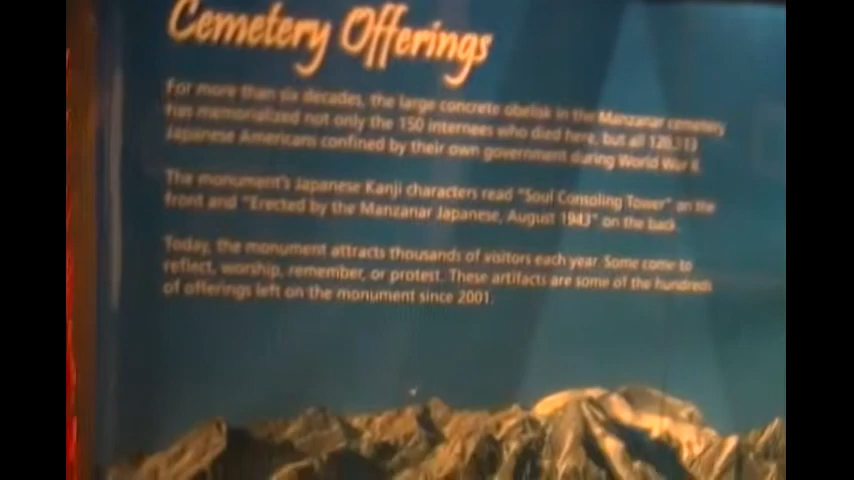 Cemetery Offerings
For more than six decades, the large concrete obelisk in the Manzanar cemetery
has memorialized not only the 150 internees who died here, but all 120,313
Japanese Americans confined by their own government during World War II.
The monument's Japanese Kanji characters read "Soul Consoling Tower" on the
front and "Erected by the Manzanar Japanese, August 1943" on the back.
Today, the monument attracts thousands of visitors each year. Some come to
reflect, worship, remember, or protest. These artifacts are some of the hundreds
of offerings left on the monument since 2001.